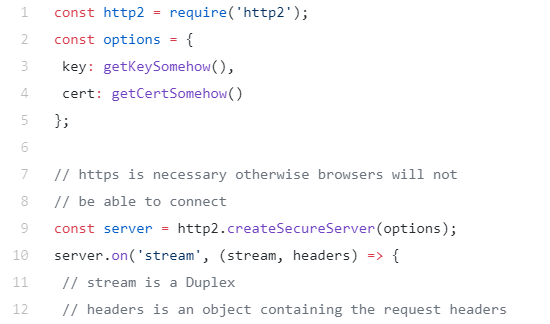 1 const http2 = require('http2');
2 const options = {
3 key: getKeySomehow(),
4 cert: getCertSomehow()
5 };
6
7 // https is necessary otherwise browsers will not
8 // be able to connect
9 const server = http2.createSecureServer(options);
10 server.on('stream', (stream, headers) => {
11 // stream is a Duplex
12 // headers is an object containing the request headers